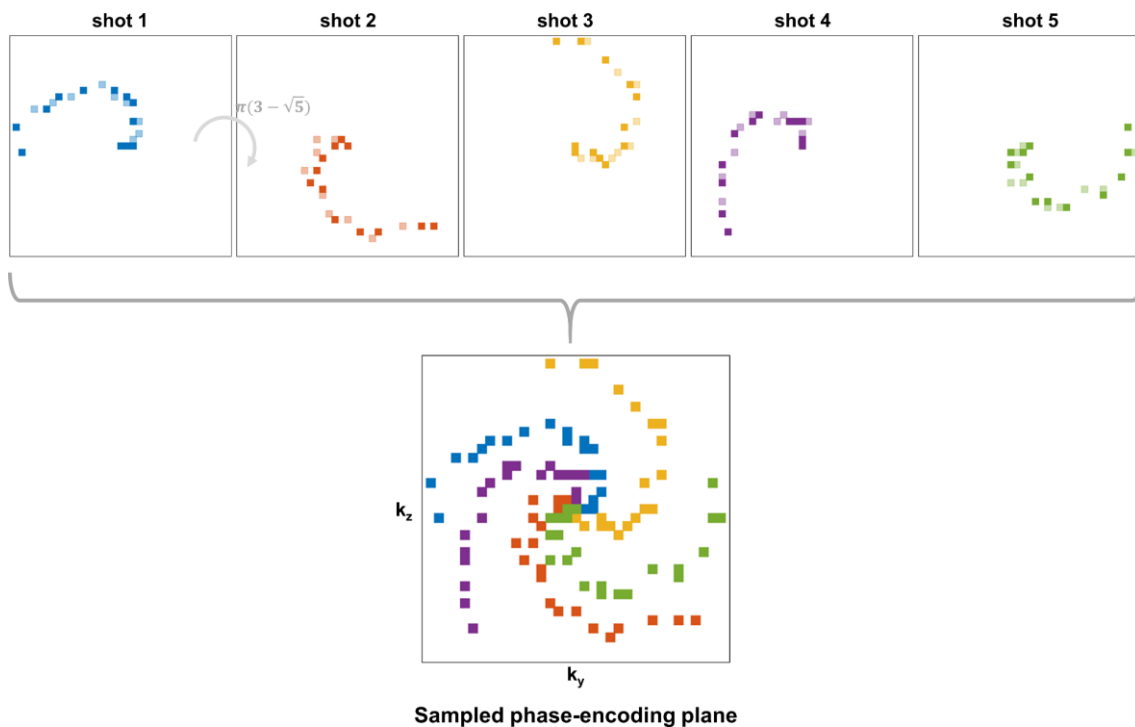 shot 1
shot 2
shot 3
shot 4
shot 5
π(3 − √5)
k_z
k_y
Sampled phase-encoding plane